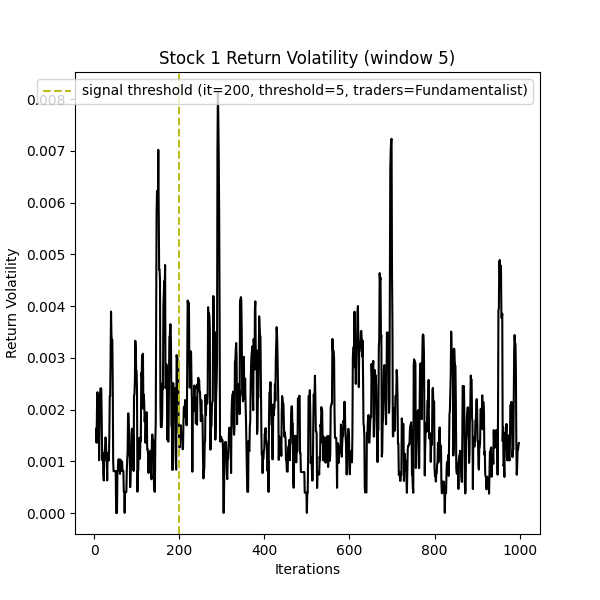 Stock 1 Return Volatility (window 5)
signal threshold (it=200, threshold=5, traders=Fundamentalist)
0.008
0.007
0.006
0.005
0.004
0.003
0.002
0.001
0.000
Return Volatility
0 200 400 600 800 1000
Iterations